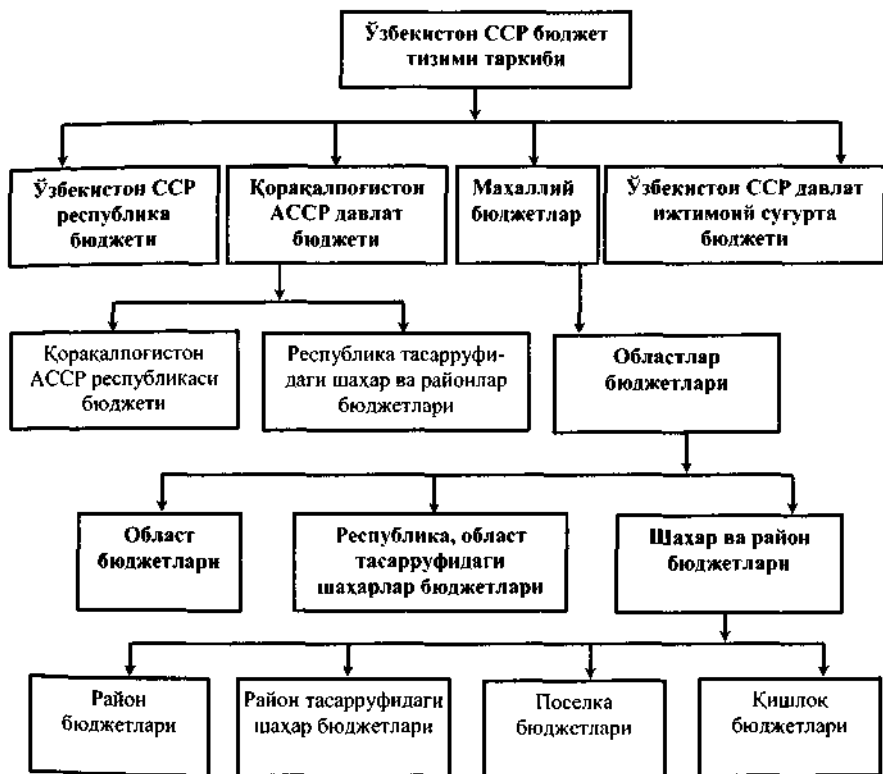 Ўзбекистон ССР бюджет
тизими таркиби
Ўзбекистон ССР
республика
бюджети
Қорақалпоғистон
АССР давлат
бюджети
Маҳаллий
бюджетлар
Ўзбекистон ССР давлат
ижтимоий суғурта
бюджети
Қорақалпоғистон
АССР республикаси
бюджети
Республика тасарруфи-
даги шаҳар ва районлар
бюджетлари
Областлар
бюджетлари
Област
бюджетлари
Республика, област
тасарруфидаги
шаҳарлар бюджетлари
Шаҳар ва район
бюджетлари
Район
бюджетлари
Район тасарруфидаги
шаҳар бюджетлари
Поселка
бюджетлари
Қишлоқ
бюджетлари